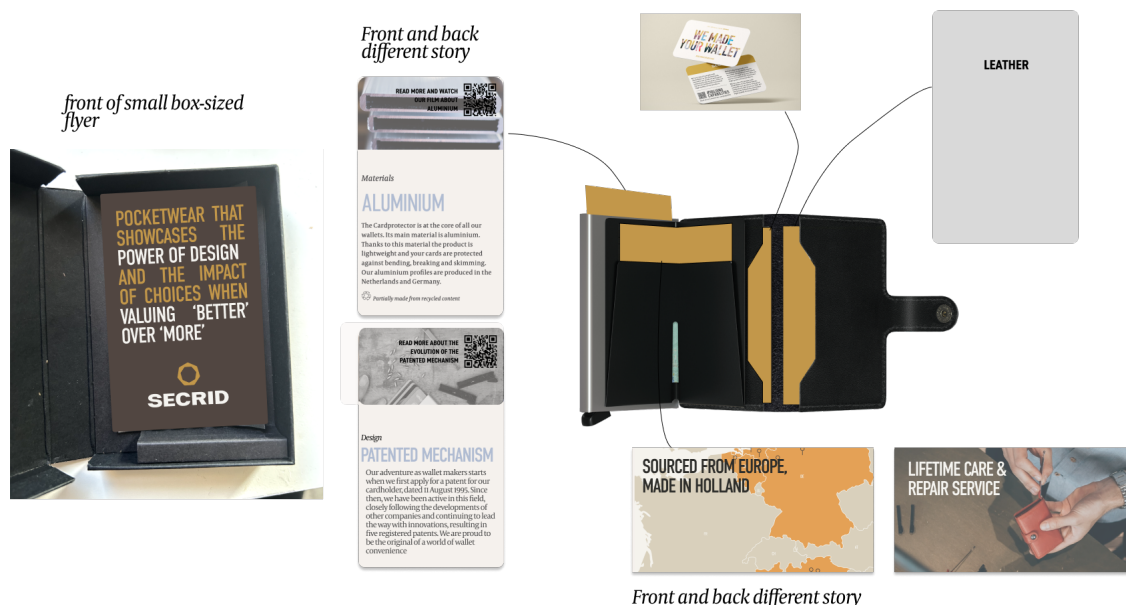 front of small box-sized
flyer
POCKETWEAR THAT
SHOWCASES THE
POWER OF DESIGN
AND THE IMPACT
OF CHOICES WHEN
VALUING ‘BETTER’
OVER ‘MORE’
SECRID
Front and back
different story
READ MORE AND WATCH
OUR FILM ABOUT
ALUMINIUM
Materials
ALUMINIUM
The Cardprotector is at the core of all our
wallets. Its main material is aluminium.
Thanks to this material the product is
lightweight and your cards are protected
against bending, breaking and skimming.
Our aluminium profiles are produced in the
Netherlands and Germany.
Partially made from recycled content
READ MORE ABOUT THE
EVOLUTION OF THE
PATENTED MECHANISM
Design
PATENTED MECHANISM
Our adventure as wallet makers starts
when we first apply for a patent for our
cardholder, dated 11 August 1995. Since
then, we have been active in this field,
closely following the developments of
other companies and continuing to lead
the way with innovations, resulting in
five registered patents. We are proud to
be the original of a world of wallet
convenience
WE MADE
YOUR WALLET
LEATHER
SOURCED FROM EUROPE,
MADE IN HOLLAND
LIFETIME CARE &
REPAIR SERVICE
Front and back different story